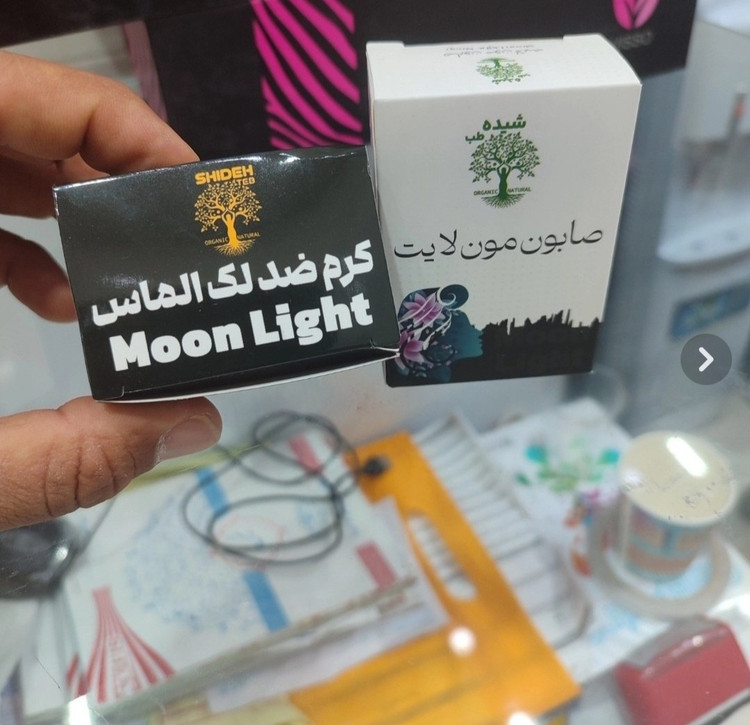 SHIDEH
TEB
ORGANIC NATURAL
کرم ضد لک الماس
Moon Light
شیده
طب
ORGANIC NATURAL
صابون مون لایت